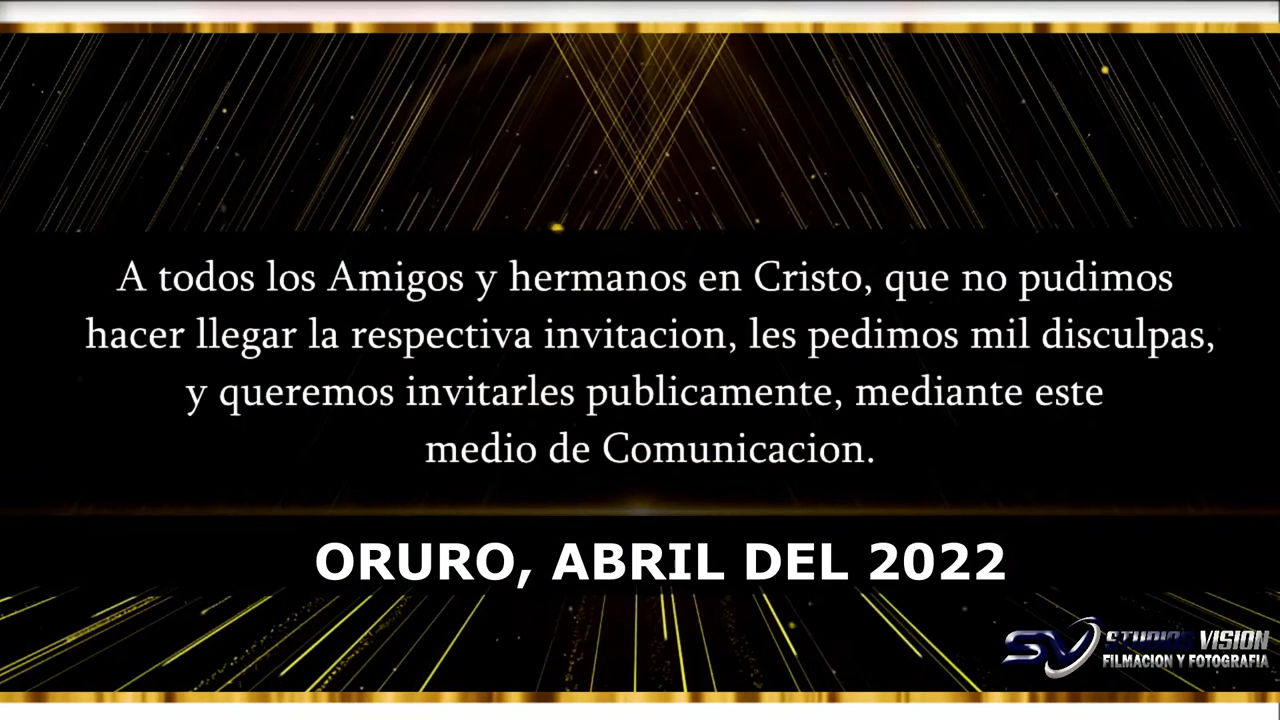 A todos los Amigos y hermanos en Cristo, que no pudimos
hacer llegar la respectiva invitacion, les pedimos mil disculpas,
y queremos invitarles publicamente, mediante este
medio de Comunicacion.
ORURO, ABRIL DEL 2022
SV STUDIOS VISION
FILMACION Y FOTOGRAFIA